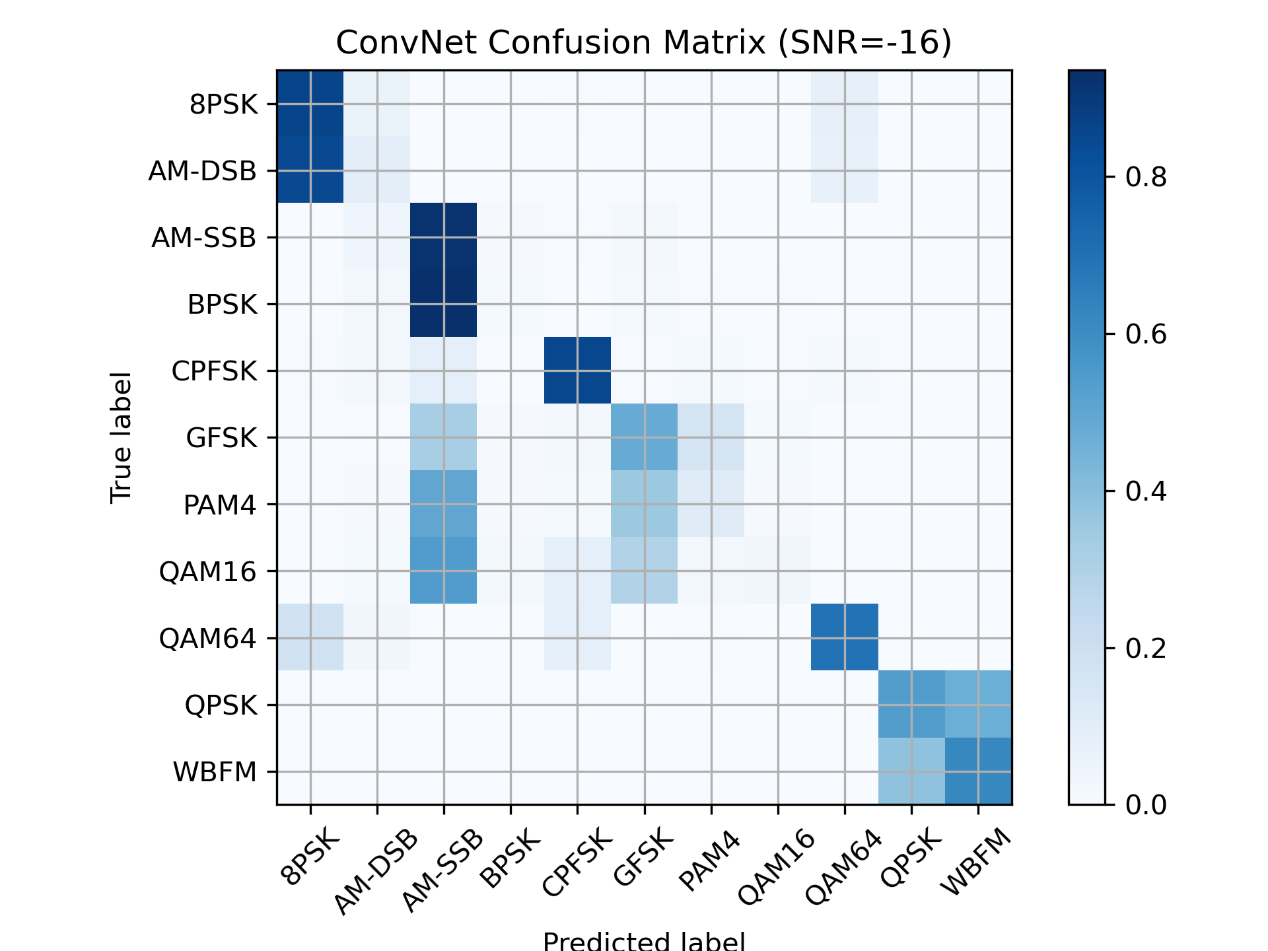 ConvNet Confusion Matrix (SNR=-16)
8PSK
AM-DSB
AM-SSB
BPSK
CPFSK
GFSK
PAM4
QAM16
QAM64
QPSK
WBFM
True label
8PSK
AM-DSB
AM-SSB
BPSK
CPFSK
GFSK
PAM4
QAM16
QAM64
QPSK
WBFM
Predicted label
0.8
0.6
0.4
0.2
0.0